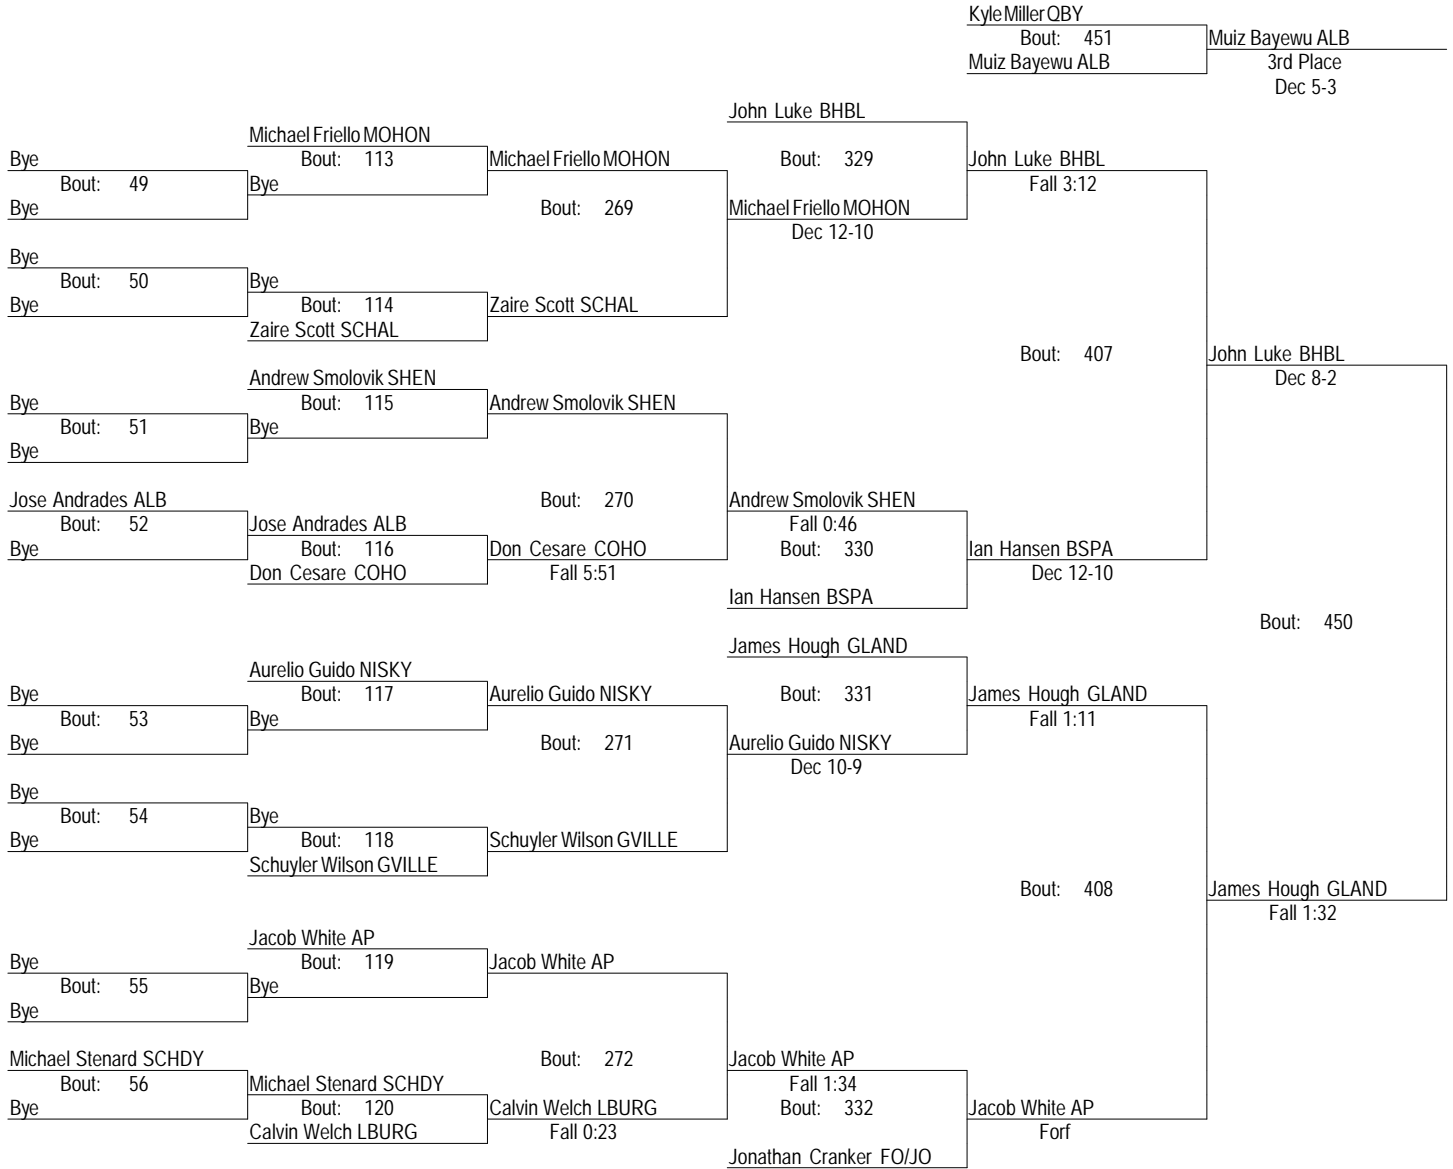 Kyle Miller QBY
Bout: 451
Muiz Bayewu ALB
Muiz Bayewu ALB
3rd Place
Dec 5-3
John Luke BHBL
Michael Friello MOHON
Bye
Bout: 113
Michael Friello MOHON
Bout: 329
John Luke BHBL
Bout: 49
Bye
Fall 3:12
Bye
Bout: 269
Michael Friello MOHON
Dec 12-10
Bye
Bout: 50
Bye
Bye
Bout: 114
Zaire Scott SCHAL
Zaire Scott SCHAL
Bout: 407
John Luke BHBL
Dec 8-2
Andrew Smolovik SHEN
Bye
Bout: 115
Andrew Smolovik SHEN
Bout: 51
Bye
Bye
Jose Andrades ALB
Bout: 270
Andrew Smolovik SHEN
Bout: 52
Jose Andrades ALB
Fall 0:46
Bye
Bout: 116
Don Cesare COHO
Bout: 330
Ian Hansen BSPA
Don Cesare COHO
Fall 5:51
Dec 12-10
Ian Hansen BSPA
Bout: 450
James Hough GLAND
Aurelio Guido NISKY
Bye
Bout: 117
Aurelio Guido NISKY
Bout: 331
James Hough GLAND
Bout: 53
Bye
Fall 1:11
Bye
Bout: 271
Aurelio Guido NISKY
Dec 10-9
Bye
Bout: 54
Bye
Bye
Bout: 118
Schuyler Wilson GVILLE
Schuyler Wilson GVILLE
Bout: 408
James Hough GLAND
Fall 1:32
Jacob White AP
Bye
Bout: 119
Jacob White AP
Bout: 55
Bye
Bye
Michael Stenard SCHDY
Bout: 272
Jacob White AP
Bout: 56
Michael Stenard SCHDY
Fall 1:34
Bye
Bout: 120
Calvin Welch LBURG
Bout: 332
Jacob White AP
Calvin Welch LBURG
Fall 0:23
Forf
Jonathan Cranker FO/JO